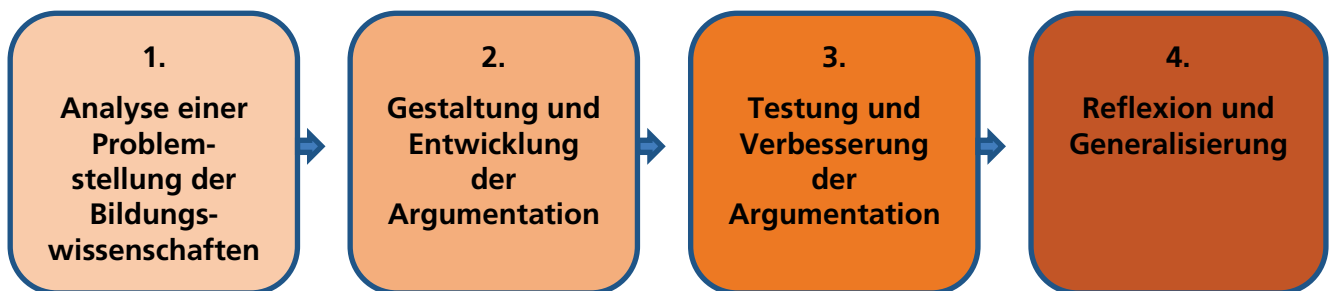 1.
Analyse einer
Problem-
stellung der
Bildungs-
wissenschaften
2.
Gestaltung und
Entwicklung
der
Argumentation
3.
Testung und
Verbesserung
der
Argumentation
4.
Reflexion und
Generalisierung